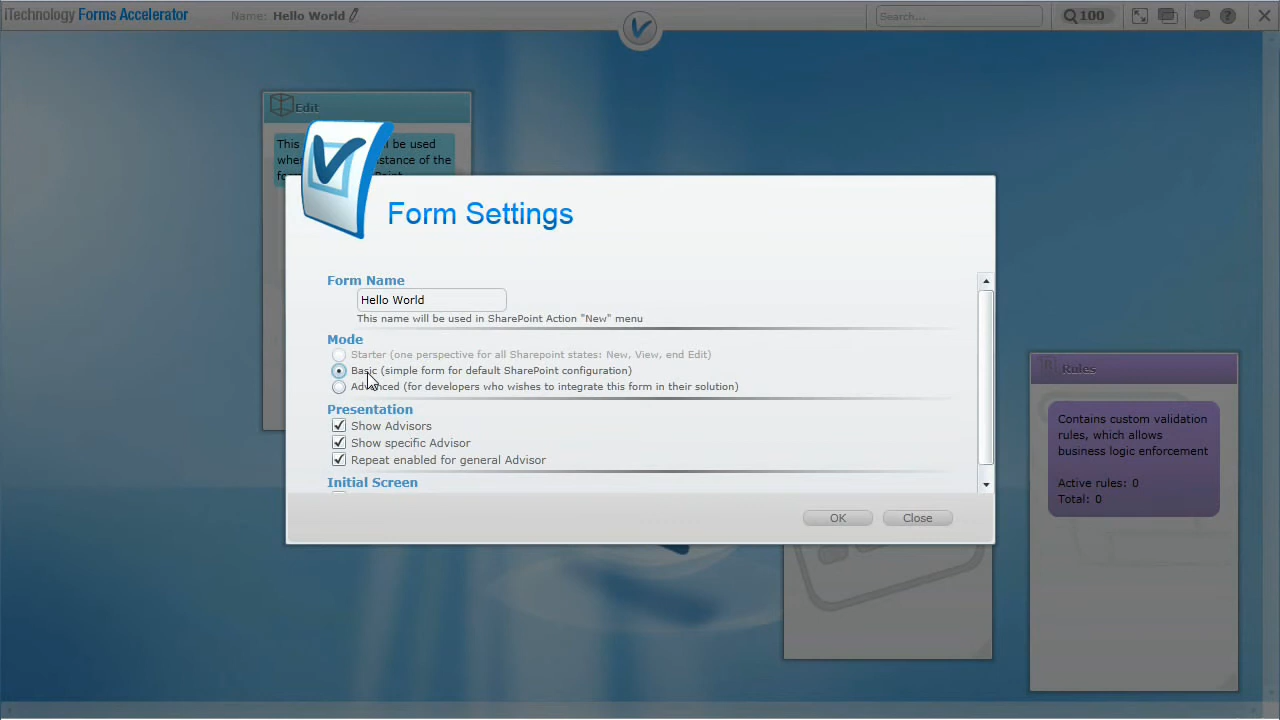 iTechnology Forms Accelerator
Name: Hello World
Search...
100
Edit
This be used
when stance of the
Form Settings
Form Name
Hello World
This name will be used in SharePoint Action "New" menu
Mode
Starter (one perspective for all Sharepoint states: New, View, end Edit)
Basic (simple form for default SharePoint configuration)
Advanced (for developers who wishes to integrate this form in their solution)
Presentation
Show Advisors
Show specific Advisor
Repeat enabled for general Advisor
Initial Screen
OK
Close
Rules
Contains custom validation
rules, which allows
business logic enforcement
Active rules: 0
Total: 0